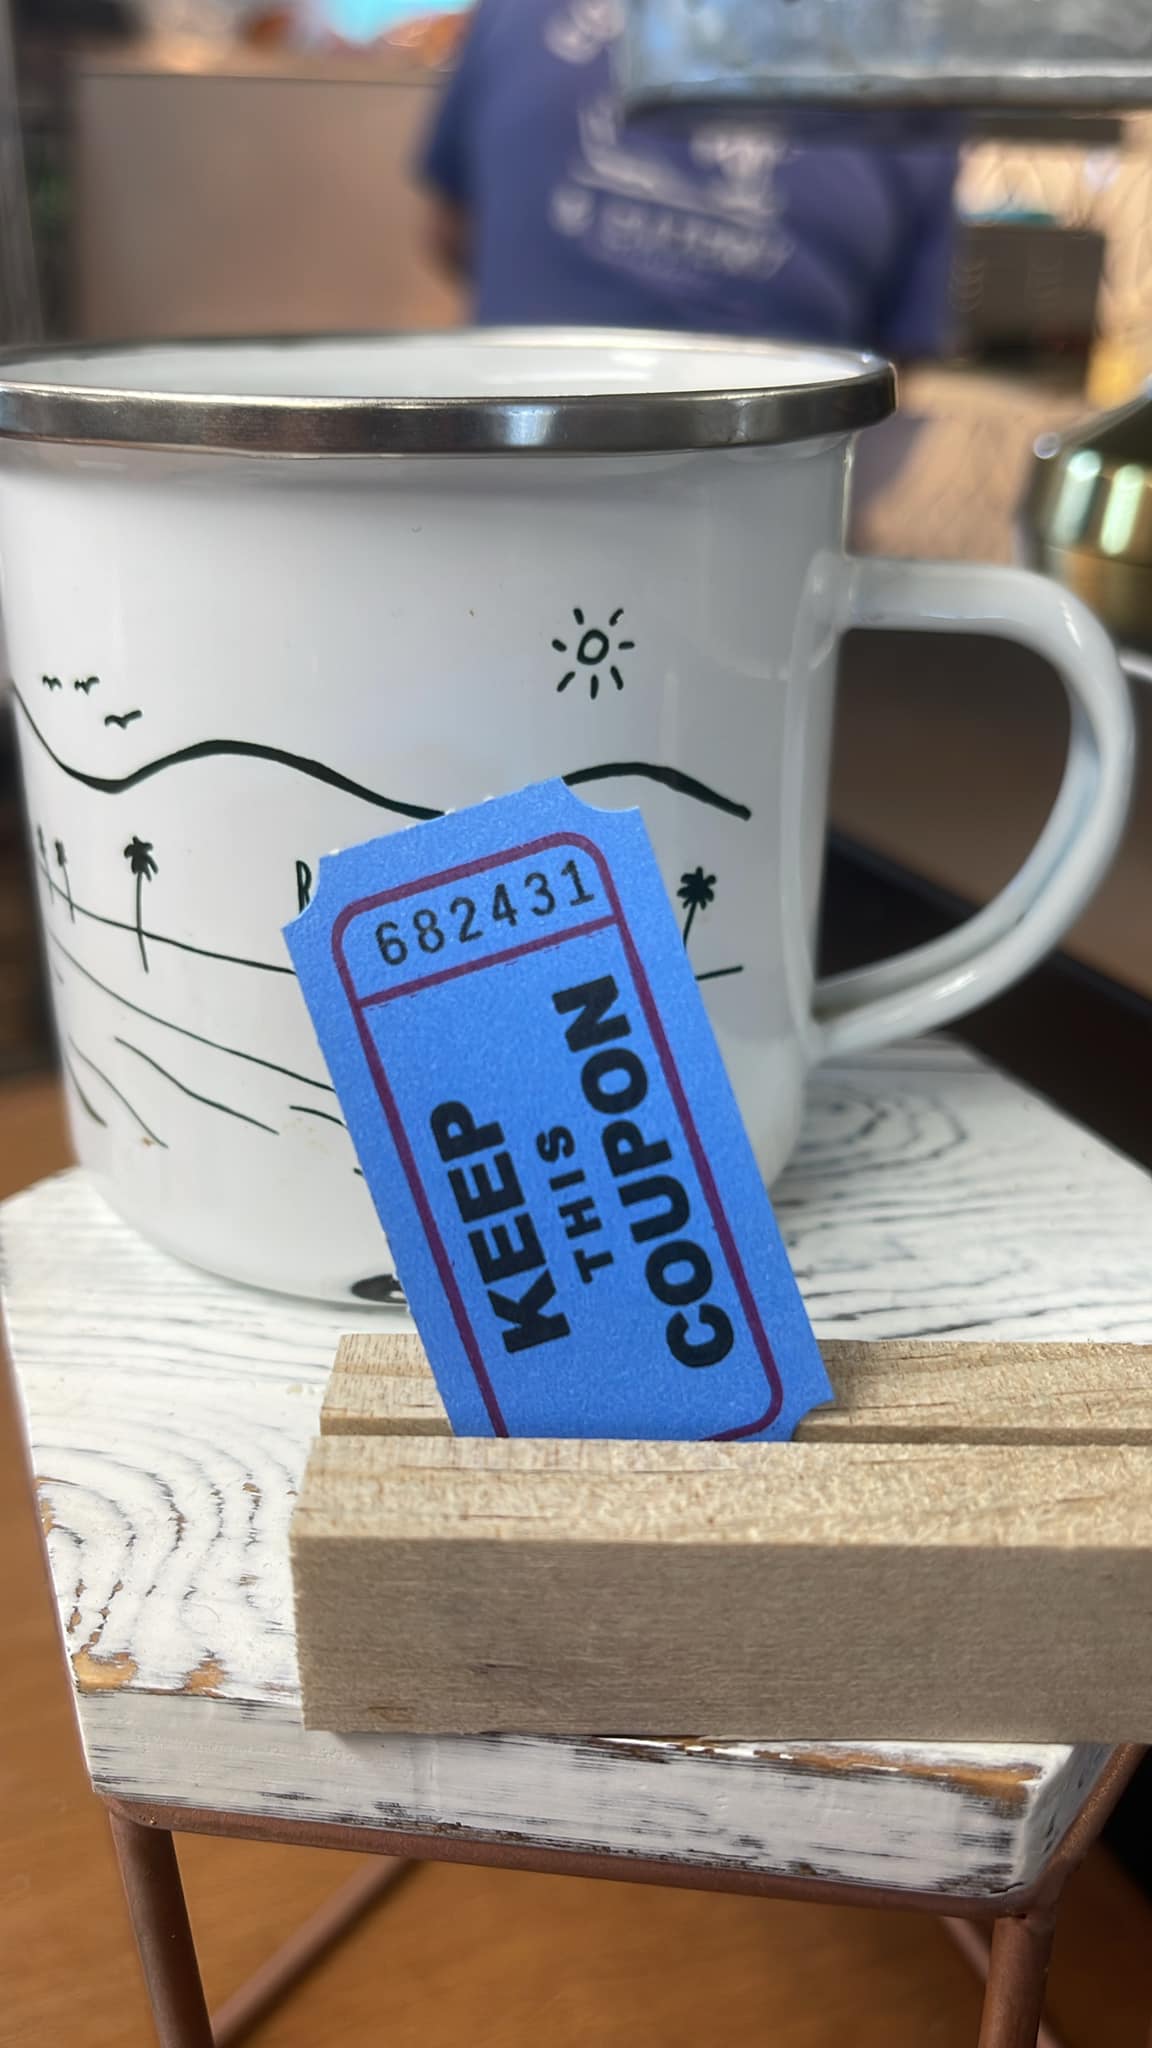 682431
KEEP
THIS
COUPON
R